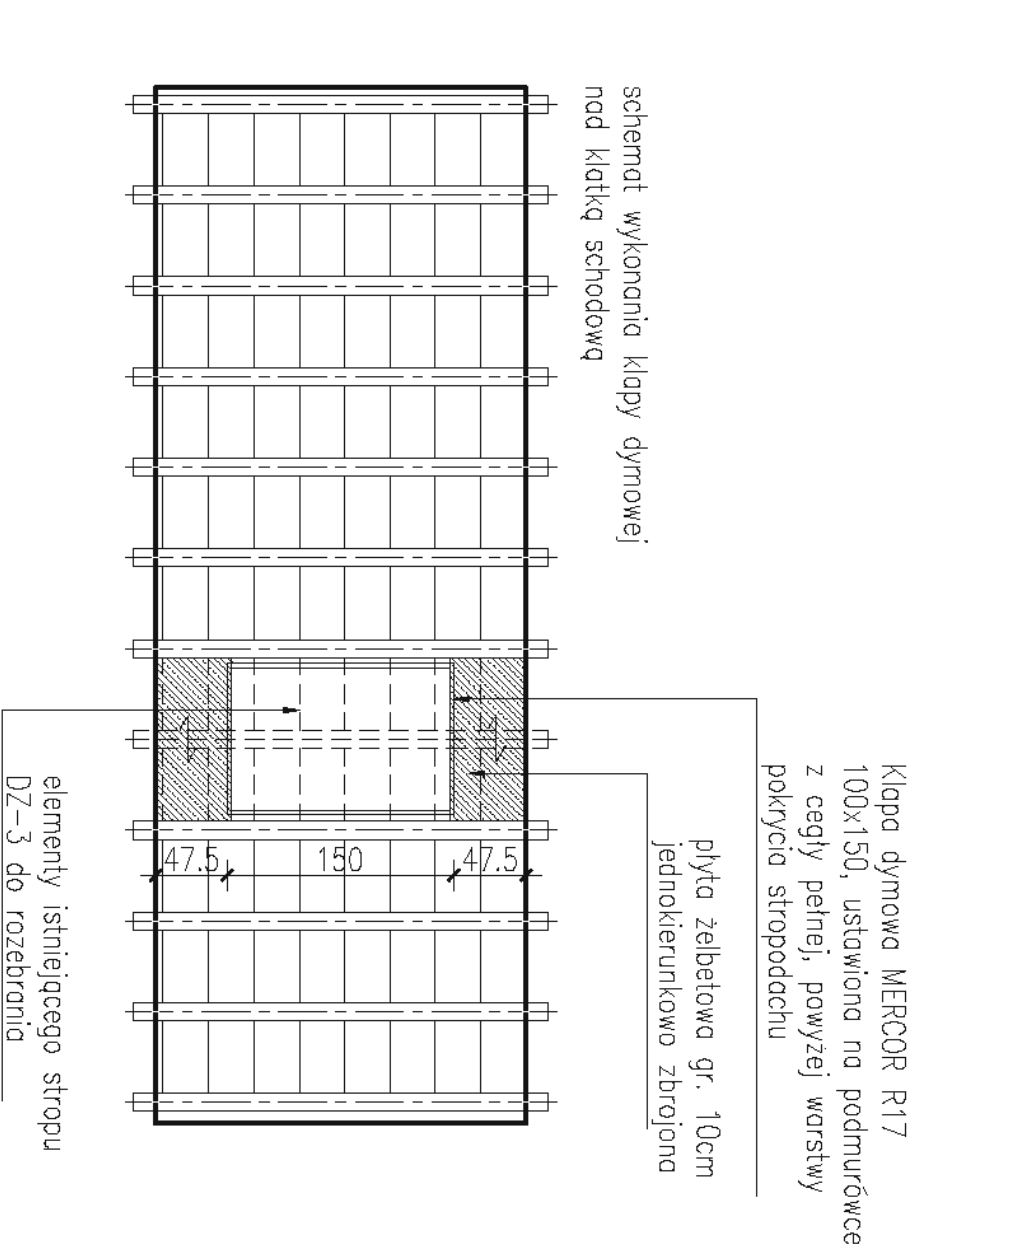 schemat wykonania klapy dymowej
nad klatką schodową
Klapa dymowa MERCOR R17
100x150, ustawiona na podmurówce
z cegły pełnej, powyżej warstwy
pokrycia stropodachu
płyta żelbetowa gr. 10cm
jednokierunkowo zbrojona
47.5
150
47.5
elementy istniejącego stropu
DZ-3 do rozebrania